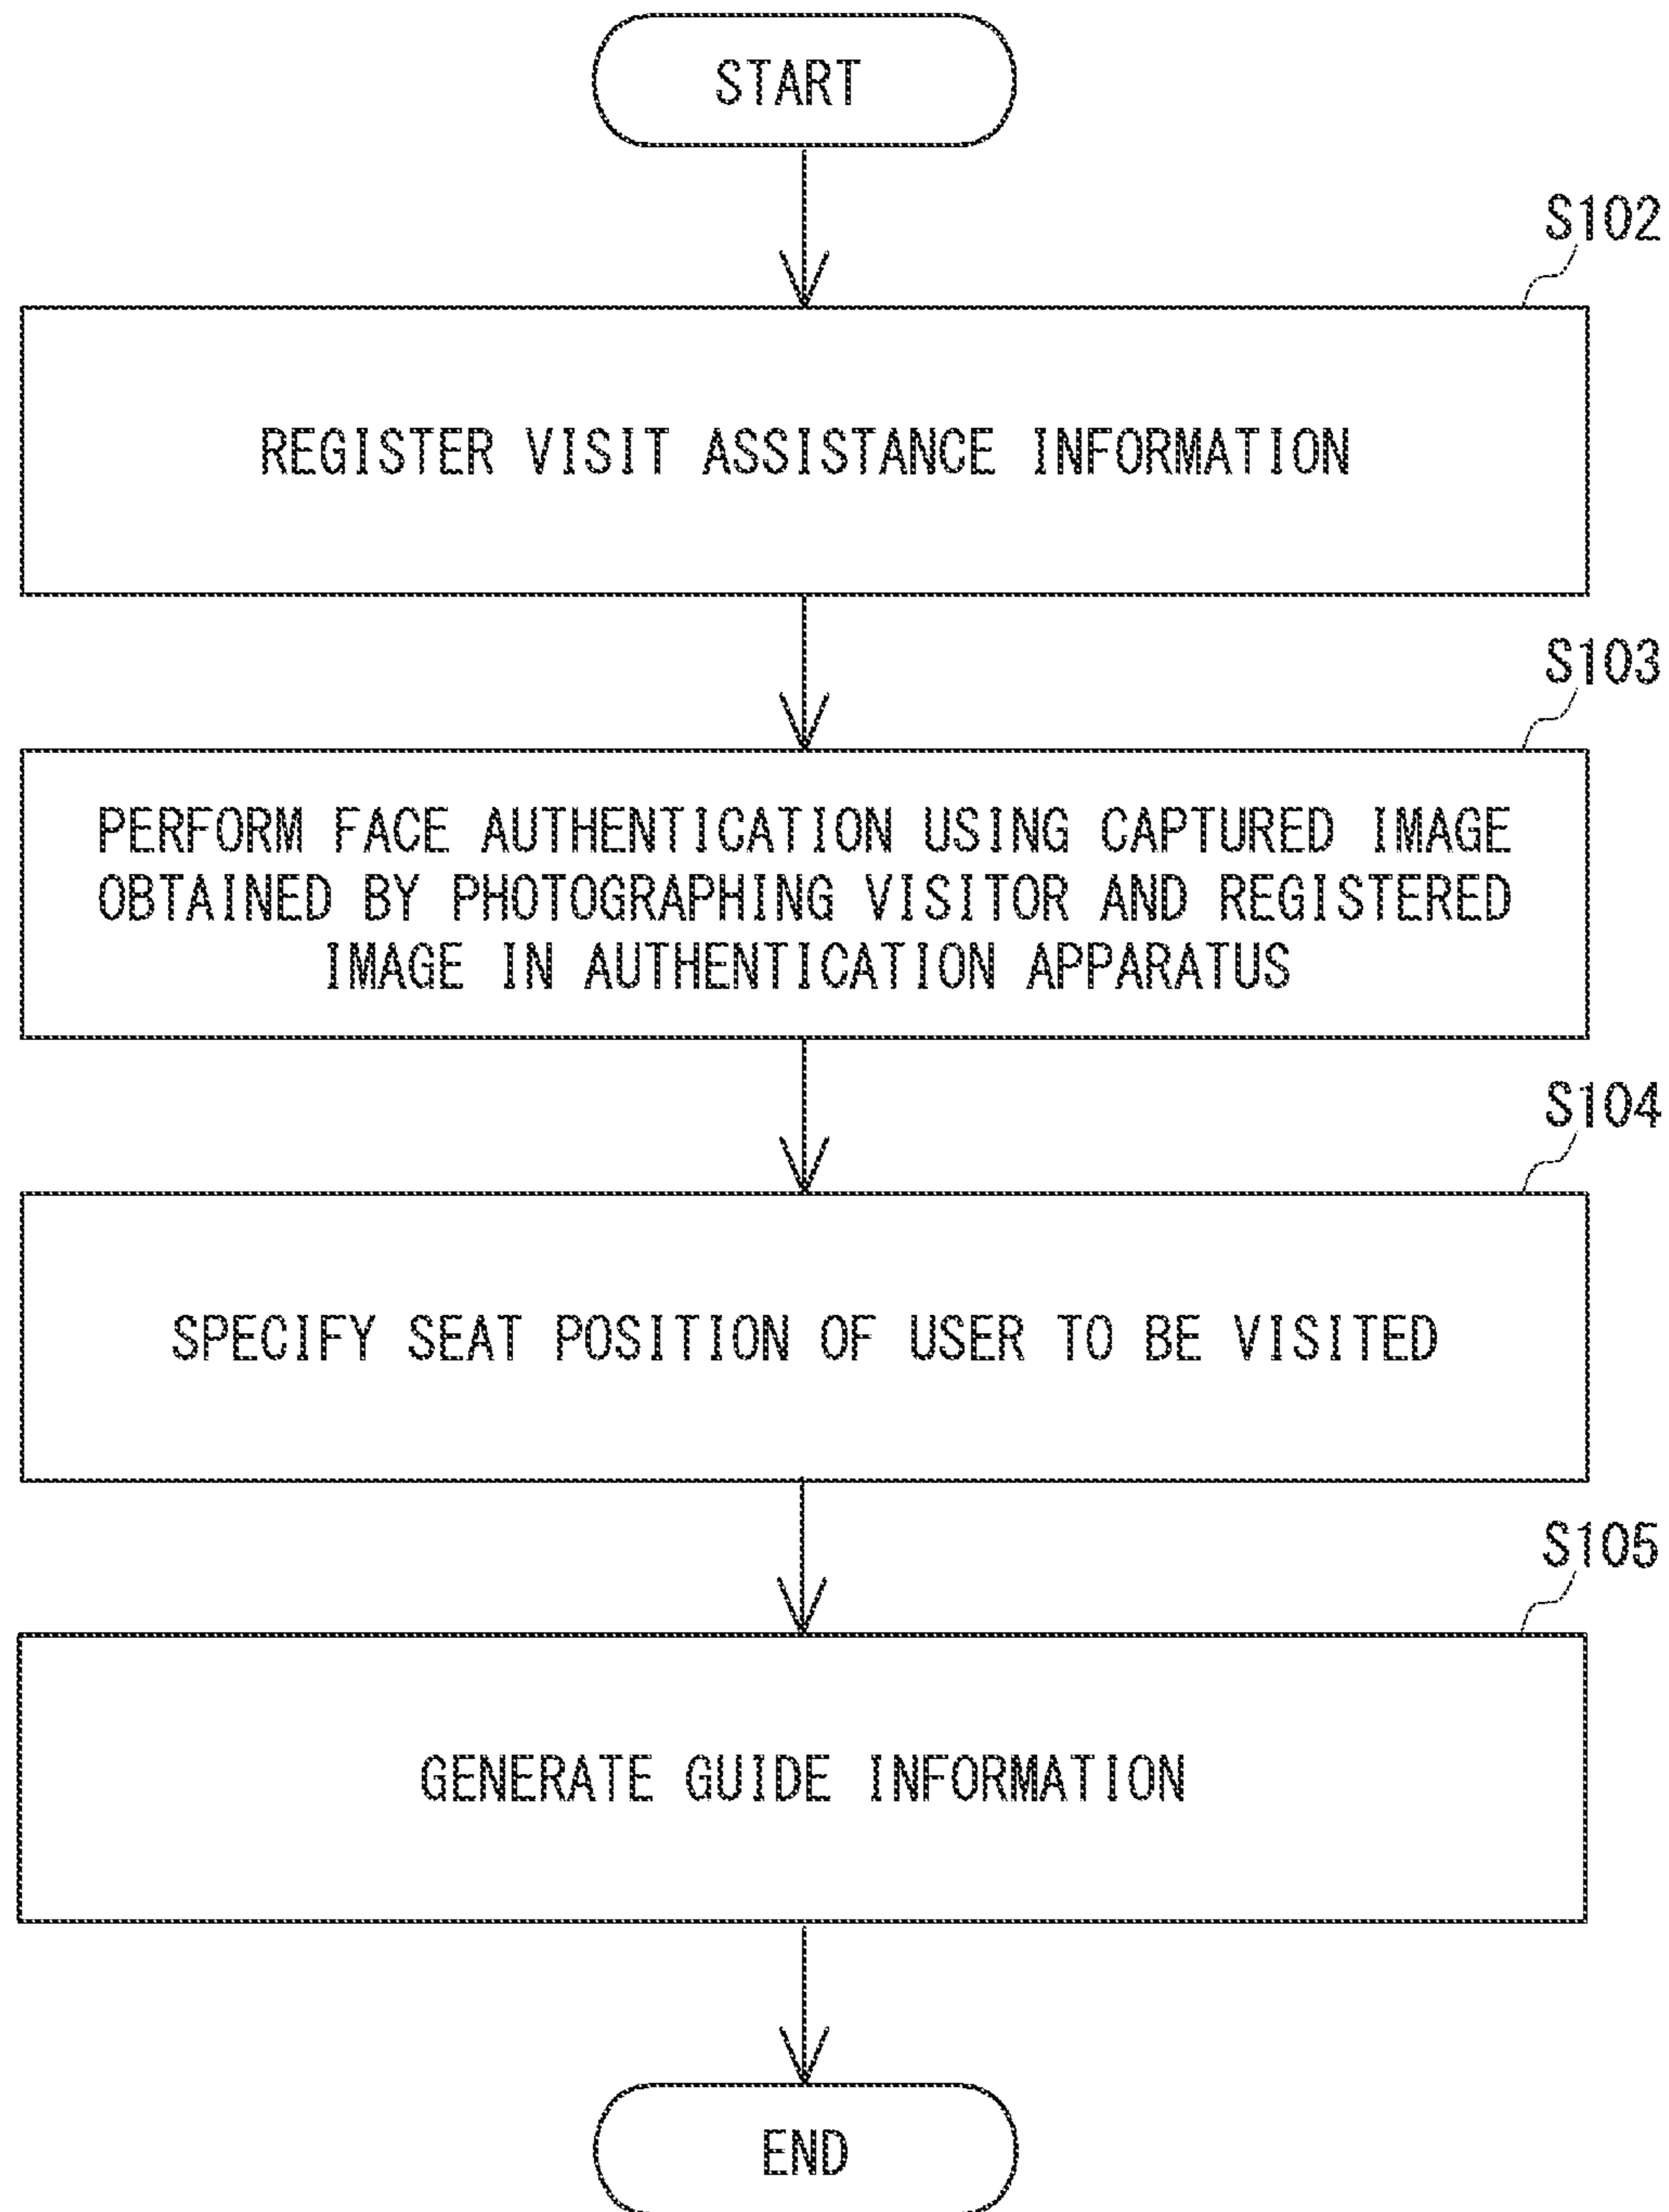 START
S102
REGISTER VISIT ASSISTANCE INFORMATION
S103
PERFORM FACE AUTHENTICATION USING CAPTURED IMAGE
OBTAINED BY PHOTOGRAPHING VISITOR AND REGISTERED
IMAGE IN AUTHENTICATION APPARATUS
S104
SPECIFY SEAT POSITION OF USER TO BE VISITED
S105
GENERATE GUIDE INFORMATION
END